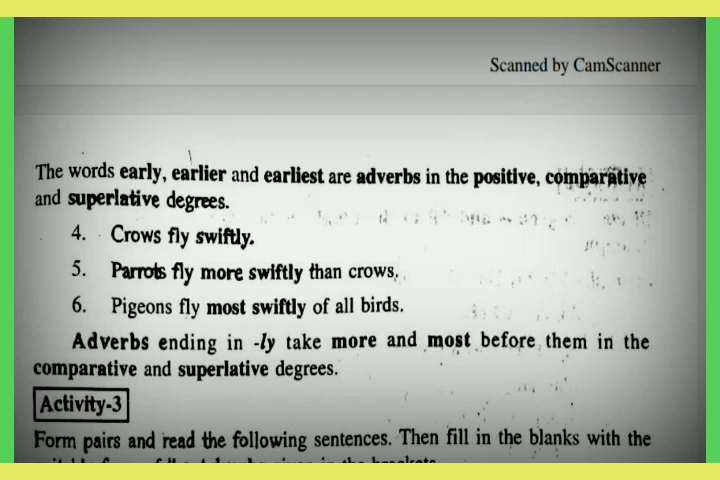 Scanned by CamScanner
The words early, earlier and earliest are adverbs in the positive, comparative
and superlative degrees.
4. Crows fly swiftly.
5. Parrots fly more swiftly than crows.
6. Pigeons fly most swiftly of all birds.
Adverbs ending in -ly take more and most before them in the
comparative and superlative degrees.
Activity-3
Form pairs and read the following sentences. Then fill in the blanks with the